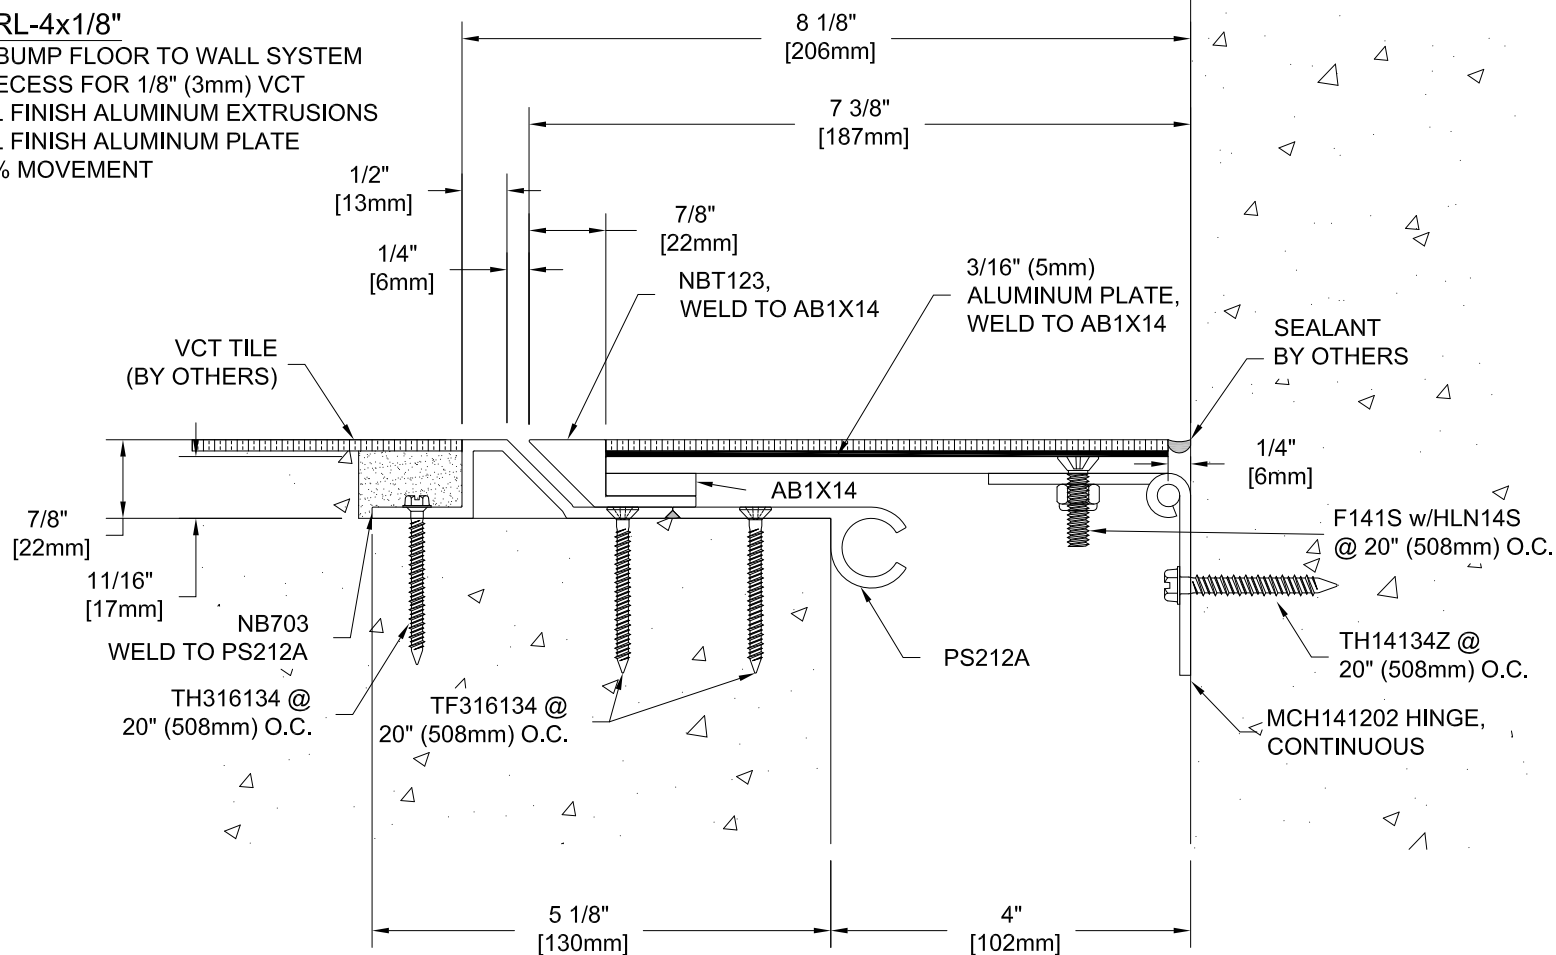 RL-4x1/8"
BUMP FLOOR TO WALL SYSTEM
ECESS FOR 1/8" (3mm) VCT
L FINISH ALUMINUM EXTRUSIONS
L FINISH ALUMINUM PLATE
% MOVEMENT
8 1/8"
[206mm]
7 3/8"
[187mm]
1/2"
[13mm]
7/8"
[22mm]
1/4"
[6mm]
NBT123,
WELD TO AB1X14
3/16" (5mm)
ALUMINUM PLATE,
WELD TO AB1X14
SEALANT
BY OTHERS
VCT TILE
(BY OTHERS)
1/4"
[6mm]
AB1X14
7/8"
[22mm]
F141S w/HLN14S
@ 20" (508mm) O.C.
11/16"
[17mm]
NB703
WELD TO PS212A
PS212A
TH14134Z @
20" (508mm) O.C.
TH316134 @
20" (508mm) O.C.
TF316134 @
20" (508mm) O.C.
MCH141202 HINGE,
CONTINUOUS
5 1/8"
[130mm]
4"
[102mm]